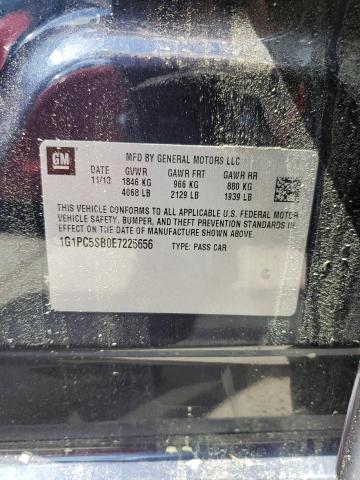 GM
MFD BY GENERAL MOTORS LLC
DATE GVWR GAWR FRT GAWR RR
11/13 1846 KG 966 KG 880 KG
4068 LB 2129 LB 1939 LB
THIS VEHICLE CONFORMS TO ALL APPLICABLE U.S. FEDERAL MOTOR
VEHICLE SAFETY, BUMPER, AND THEFT PREVENTION STANDARDS IN
EFFECT ON THE DATE OF MANUFACTURE SHOWN ABOVE.
1G1PC5SB0E7226656 TYPE: PASS CAR